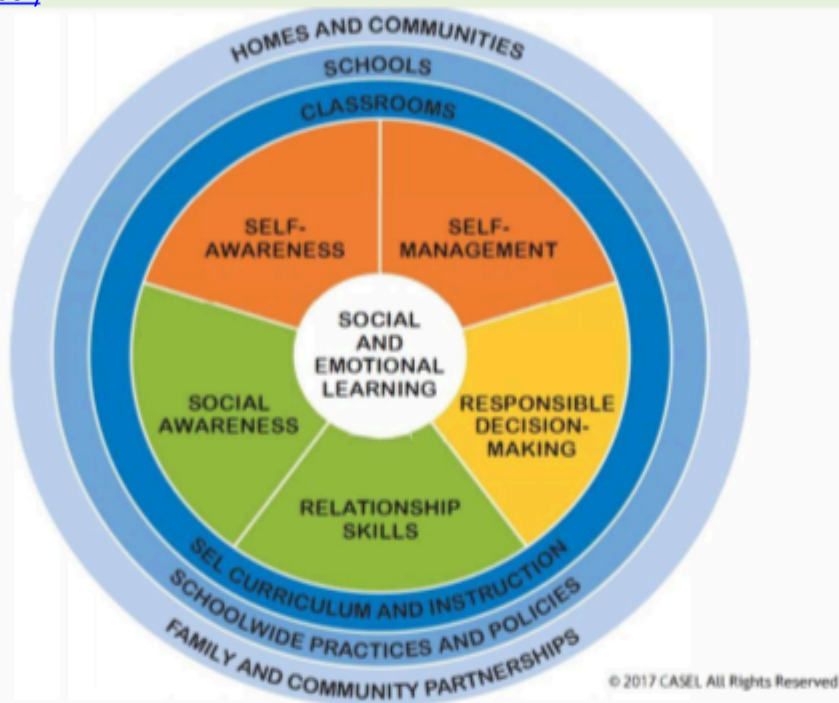 HOMES AND COMMUNITIES
SCHOOLS
CLASSROOMS
SELF-
AWARENESS
SELF-
MANAGEMENT
SOCIAL
AND
EMOTIONAL
LEARNING
SOCIAL
AWARENESS
RESPONSIBLE
DECISION-
MAKING
RELATIONSHIP
SKILLS
SEL CURRICULUM AND INSTRUCTION
SCHOOLWIDE PRACTICES AND POLICIES
FAMILY AND COMMUNITY PARTNERSHIPS
© 2017 CASEL All Rights Reserved